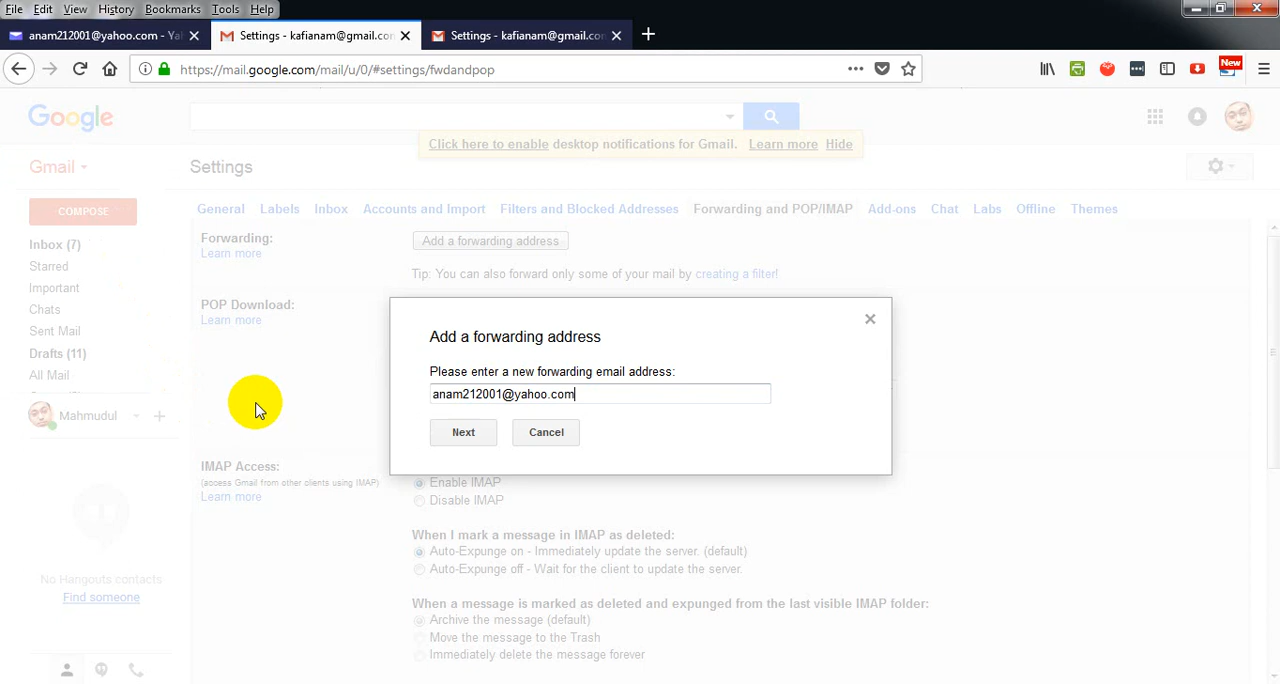 File Edit View History Bookmarks Tools Help
anam212001@yahoo.com - Ya
Settings - kafianam@gmail.con
Settings - kafianam@gmail.con
https://mail.google.com/mail/u/0/#settings/fwdandpop
New
Google
Click here to enable desktop notifications for Gmail. Learn more Hide
Gmail
Settings
COMPOSE
General Labels Inbox Accounts and Import Filters and Blocked Addresses Forwarding and POP/IMAP Add-ons Chat Labs Offline Themes
Inbox (7)
Starred
Important
Chats
Sent Mail
Drafts (11)
All Mail
Mahmudul
No Hangouts contacts
Find someone
Forwarding:
Learn more
Add a forwarding address
Tip: You can also forward only some of your mail by creating a filter!
POP Download:
Learn more
Add a forwarding address
Please enter a new forwarding email address:
anam212001@yahoo.com
Next Cancel
IMAP Access:
(access Gmail from other clients using IMAP)
Learn more
Enable IMAP
Disable IMAP
When I mark a message in IMAP as deleted:
Auto-Expunge on - Immediately update the server. (default)
Auto-Expunge off - Wait for the client to update the server.
When a message is marked as deleted and expunged from the last visible IMAP folder:
Archive the message (default)
Move the message to the Trash
Immediately delete the message forever